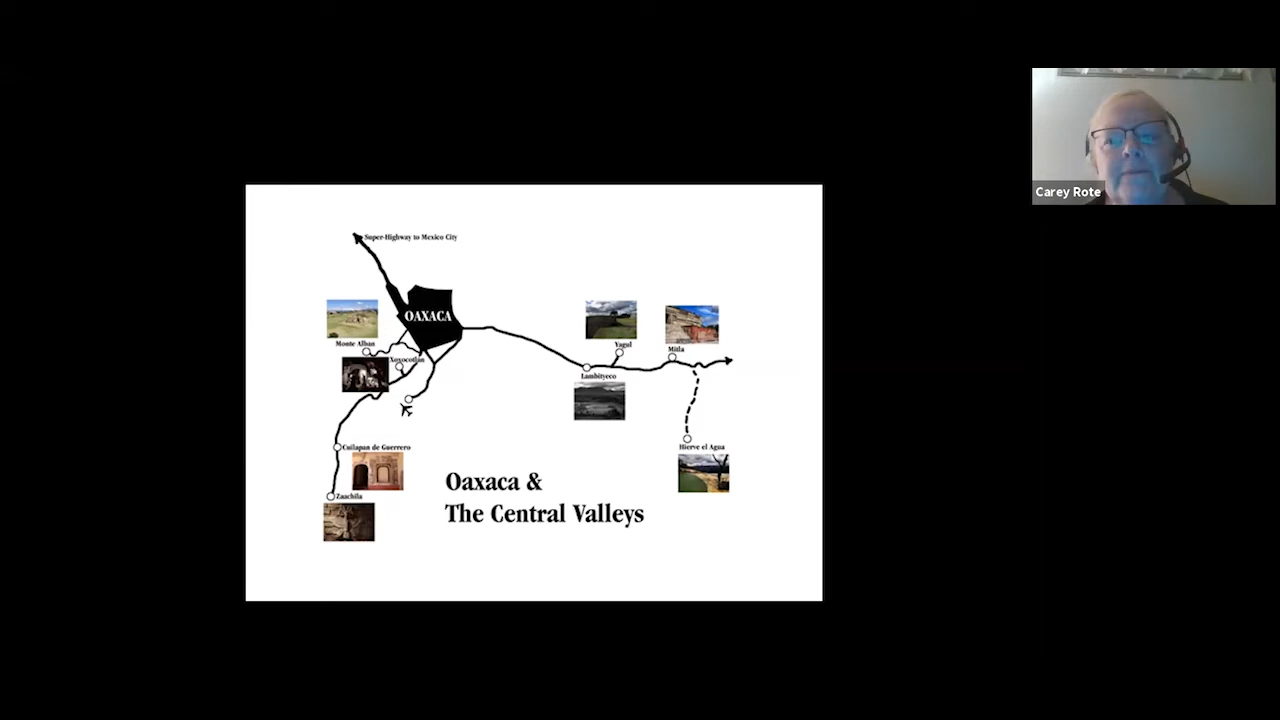 Carey Rote
Super-Highway to Mexico City
OAXACA
Monte Alban
Xoxocotlan
Yagul
Mitla
Lambityeco
Cuilapan de Guerrero
Hierve el Agua
Zaachila
Oaxaca &
The Central Valleys